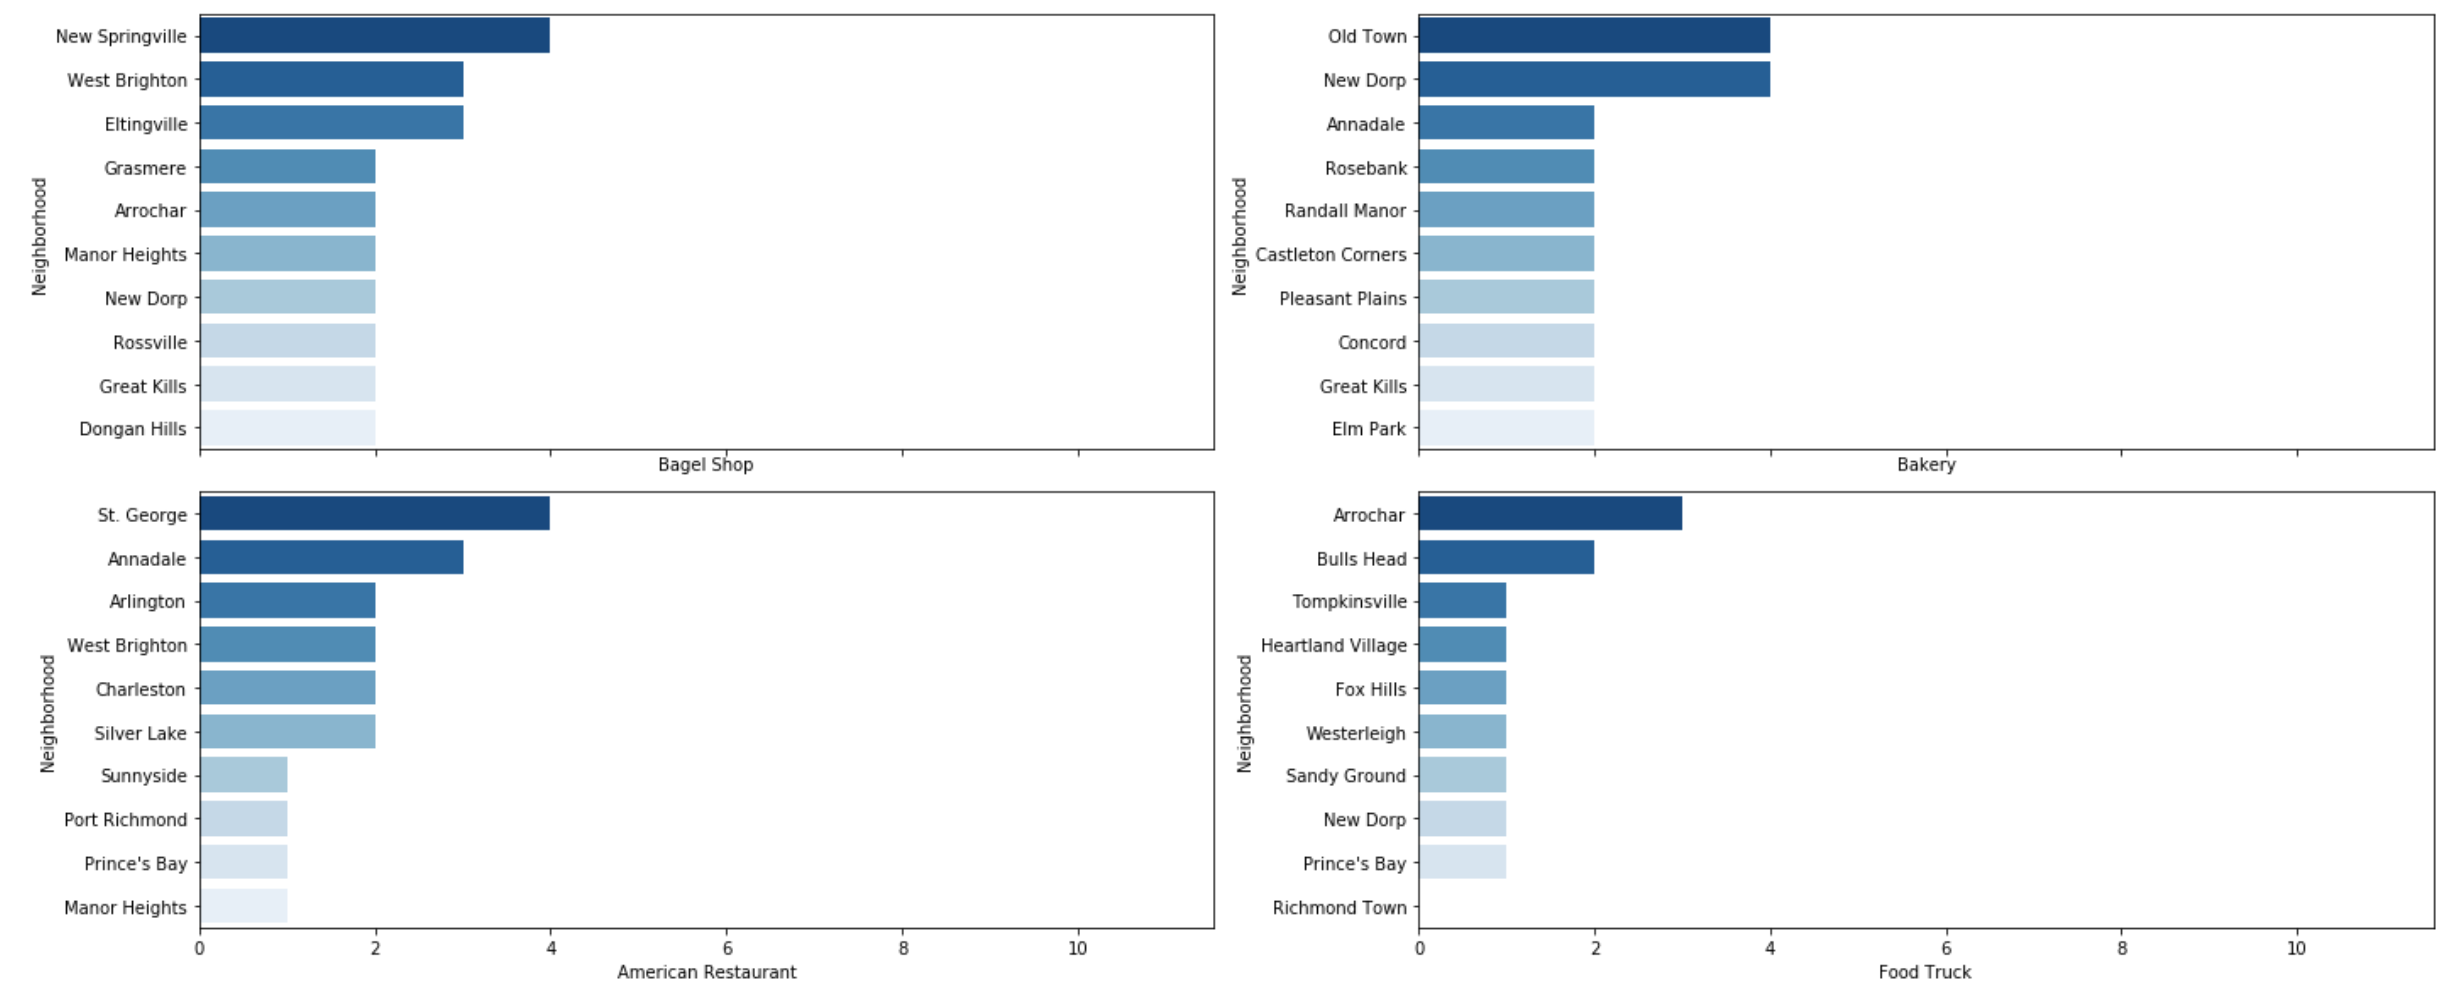 New Springville
West Brighton
Eltingville
Grasmere
Arrochar
Manor Heights
New Dorp
Rossville
Great Kills
Dongan Hills
Neighborhood
Bagel Shop
Old Town
New Dorp
Annadale
Rosebank
Randall Manor
Castleton Corners
Pleasant Plains
Concord
Great Kills
Elm Park
Neighborhood
Bakery
St. George
Annadale
Arlington
West Brighton
Charleston
Silver Lake
Sunnyside
Port Richmond
Prince's Bay
Manor Heights
Neighborhood
0 2 4 6 8 10
American Restaurant
Arrochar
Bulls Head
Tompkinsville
Heartland Village
Fox Hills
Westerleigh
Sandy Ground
New Dorp
Prince's Bay
Richmond Town
Neighborhood
0 2 4 6 8 10
Food Truck